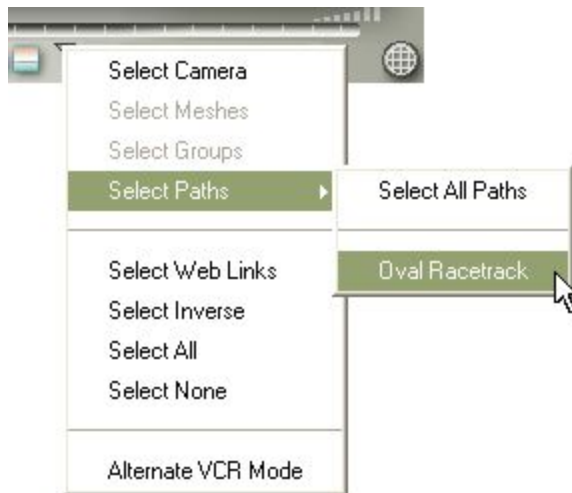 Select Camera
Select Meshes
Select Groups
Select Paths
Select All Paths
Oval Racetrack
Select Web Links
Select Inverse
Select All
Select None
Alternate VCR Mode